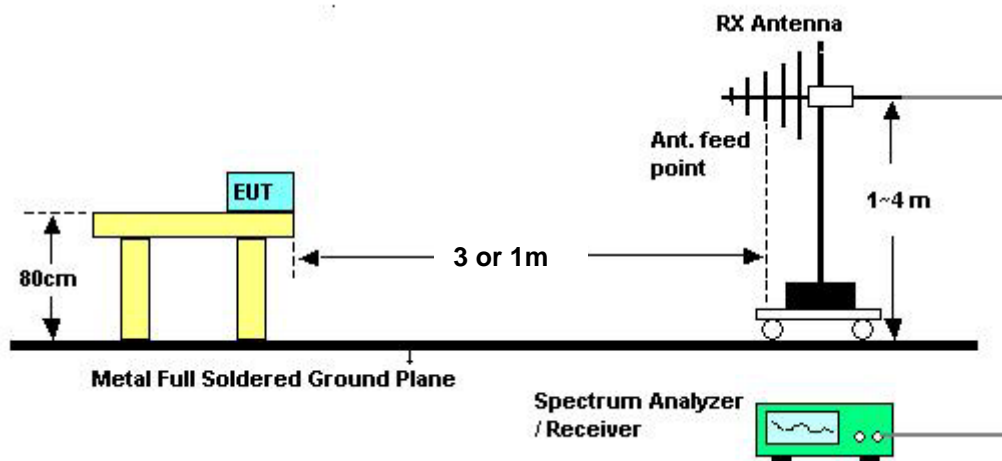 RX Antenna
Ant. feed
point
EUT
1~4 m
3 or 1m
80cm
Metal Full Soldered Ground Plane
Spectrum Analyzer
/ Receiver